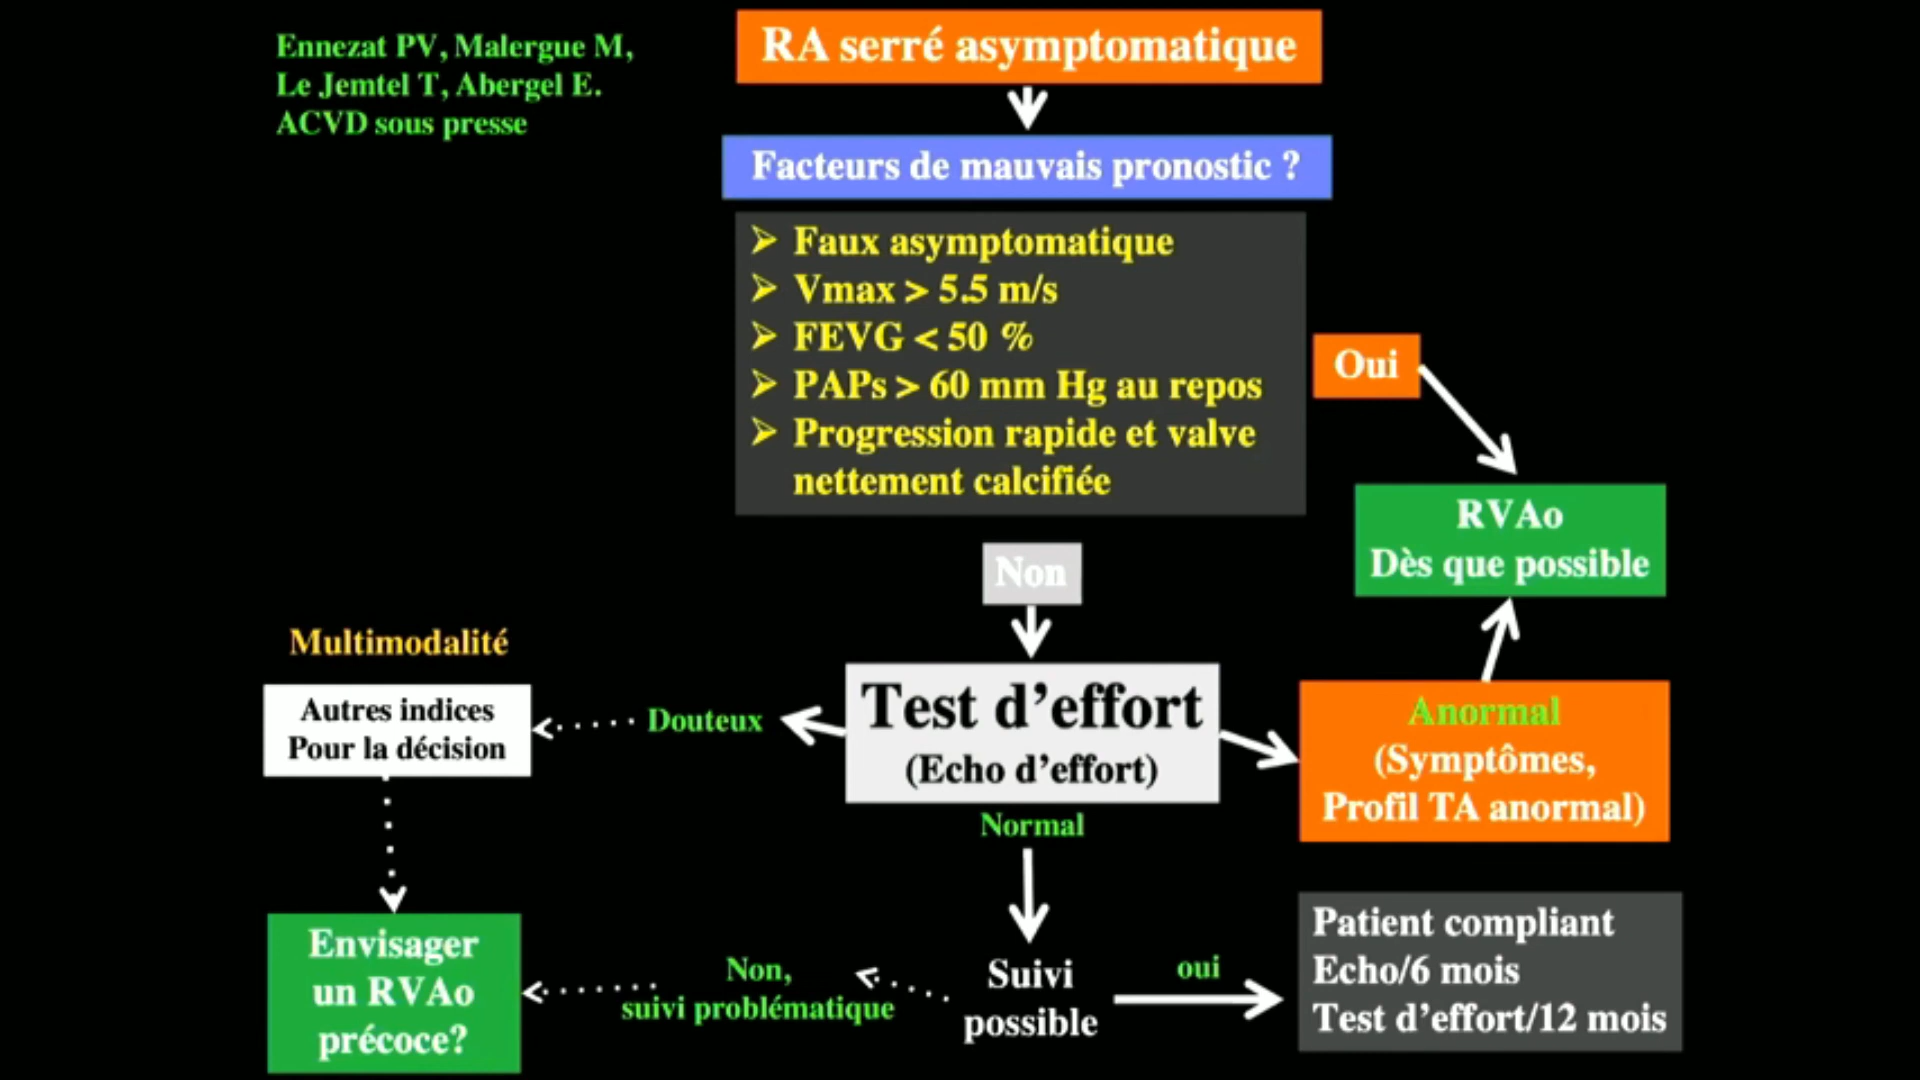 Ennezat PV, Malergue M,
Le Jemtel T, Abergel E.
ACVD sous presse
RA serré asymptomatique
Facteurs de mauvais pronostic ?
Faux asymptomatique
Vmax > 5.5 m/s
FEVG < 50 %
PAPs > 60 mm Hg au repos
Progression rapide et valve
nettement calcifiée
Oui
RVAo
Dès que possible
Non
Multimodalité
Autres indices
Pour la décision
Douteux
Test d’effort
(Echo d’effort)
Anormal
(Symptômes,
Profil TA anormal)
Normal
Envisager
un RVAo
précoce?
Non,
suivi problématique
Suivi
possible
oui
Patient compliant
Echo/6 mois
Test d’effort/12 mois